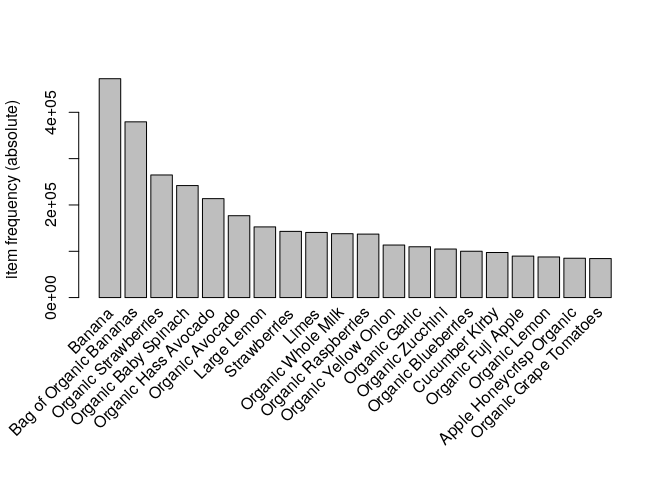 Item frequency (absolute)
4e+05
2e+05
0e+00
Banana
Bag of Organic Bananas
Organic Strawberries
Organic Baby Spinach
Organic Hass Avocado
Organic Avocado
Large Lemon
Strawberries
Limes
Organic Whole Milk
Organic Raspberries
Organic Yellow Onion
Organic Garlic
Organic Zucchini
Organic Blueberries
Cucumber Kirby
Organic Fuji Apple
Organic Lemon
Apple Honeycrisp Organic
Organic Grape Tomatoes